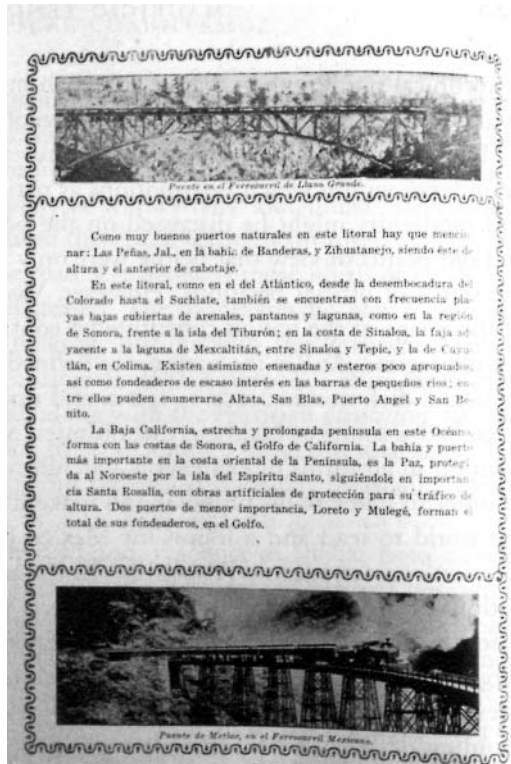 Puente en el Ferrocarril de Llano Grande.
Como muy buenos puertos naturales en este litoral hay que mencio
nar: Las Peñas, Jal., en la bahía de Banderas, y Zihuatanejo, siendo éste de
altura y el anterior de cabotaje.
En este litoral, como en el del Atlántico, desde la desembocadura del
Colorado hasta el Suchiate, también se encuentran con frecuencia pla-
yas bajas cubiertas de arenales, pantanos y lagunas, como en la región
de Sonora, frente a la isla del Tiburón; en la costa de Sinaloa, la faja ad
yacente a la laguna de Mexcaltitán, entre Sinaloa y Tepic, y la de Cuyu
tlán, en Colima. Existen asimismo ensenadas y esteros poco apropiados,
así como fondeaderos de escaso interés en las barras de pequeños ríos; en
tre ellos pueden enumerarse Altata, San Blas, Puerto Angel y San Be
nito.
La Baja California, estrecha y prolongada península en este Océano,
forma con las costas de Sonora, el Golfo de California. La bahía y puerto
más importante en la costa oriental de la Península, es la Paz, protegi
da al Noroeste por la isla del Espíritu Santo, siguiéndole en importan
cia Santa Rosalía, con obras artificiales de protección para su tráfico de
altura. Dos puertos de menor importancia, Loreto y Mulegé, forman el
total de sus fondeaderos, en el Golfo.
Puente de Metlac, en el Ferrocarril Mexicano.